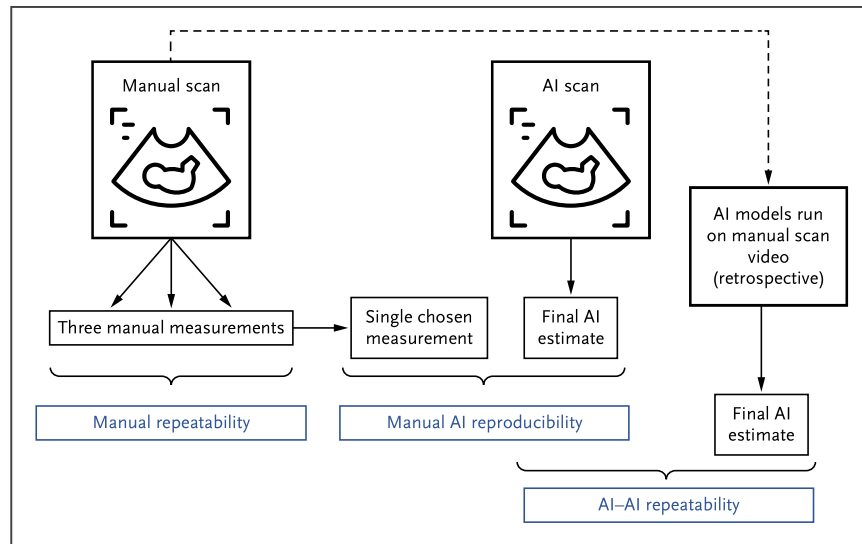 Manual scan
AI scan
AI models run
on manual scan
video
(retrospective)
Three manual measurements
Single chosen
measurement
Final AI
estimate
Manual repeatability
Manual AI reproducibility
Final AI
estimate
AI–AI repeatability